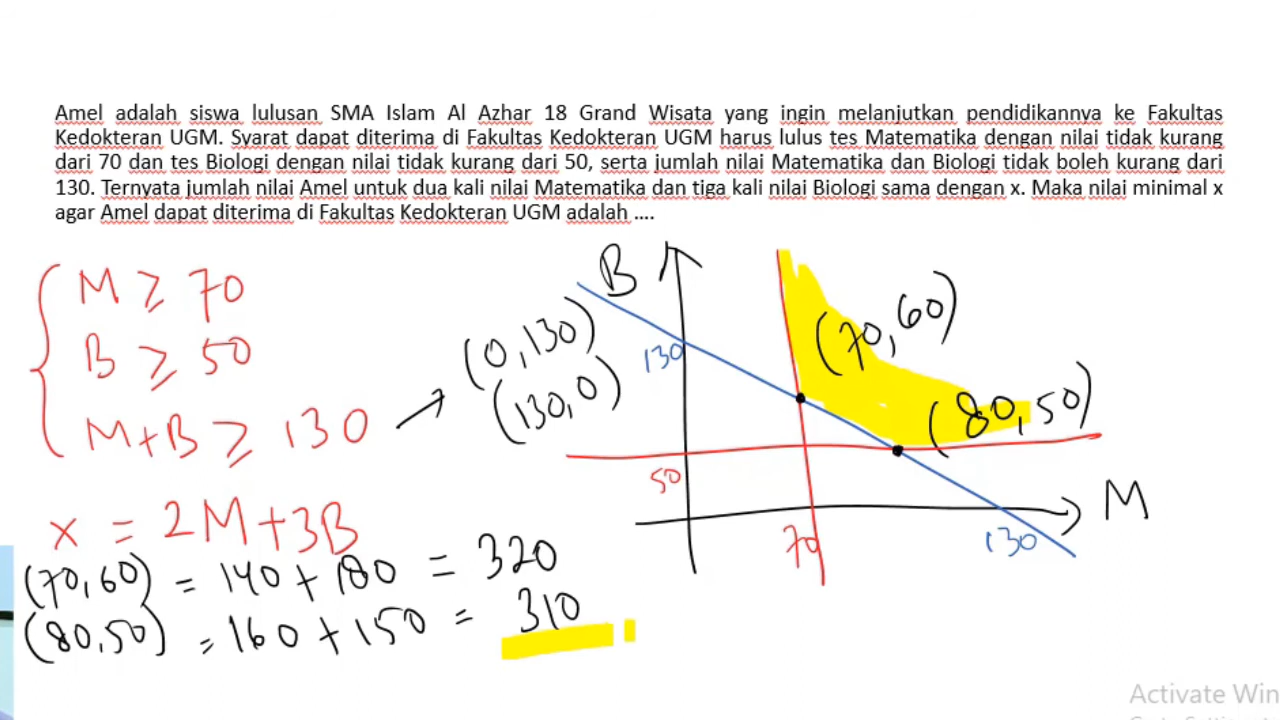 Amel adalah siswa lulusan SMA Islam Al Azhar 18 Grand Wisata yang ingin melanjutkan pendidikannya ke Fakultas
Kedokteran UGM. Syarat dapat diterima di Fakultas Kedokteran UGM harus lulus tes Matematika dengan nilai tidak kurang
dari 70 dan tes Biologi dengan nilai tidak kurang dari 50, serta jumlah nilai Matematika dan Biologi tidak boleh kurang dari
130. Ternyata jumlah nilai Amel untuk dua kali nilai Matematika dan tiga kali nilai Biologi sama dengan x. Maka nilai minimal x
agar Amel dapat diterima di Fakultas Kedokteran UGM adalah ....
M ≥ 70
B ≥ 50
M+B ≥ 130
(0,130)
(130,0)
x = 2M+3B
(70,60) = 140 + 180 = 320
(80,50) = 160 + 150 = 310
B
130
(70,60)
(80,50)
50
M
70
130
Activate Win